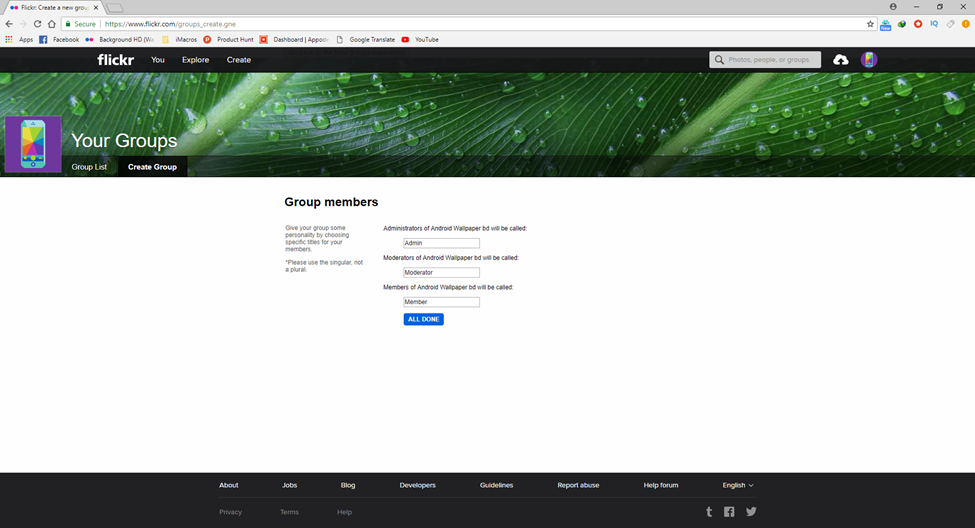 Flickr: Create a new grou
Secure | https://www.flickr.com/groups_create.gne
Apps Facebook Background HD (Wa iMacros Product Hunt Dashboard | Appode Google Translate YouTube
flickr You Explore Create Photos, people, or groups
Your Groups
Group List Create Group
Group members
Give your group some
personality by choosing
specific titles for your
members.
*Please use the singular, not
a plural.
Administrators of Android Wallpaper bd will be called:
Admin
Moderators of Android Wallpaper bd will be called:
Moderator
Members of Android Wallpaper bd will be called:
Member
ALL DONE
About Jobs Blog Developers Guidelines Report abuse Help forum English
Privacy Terms Help